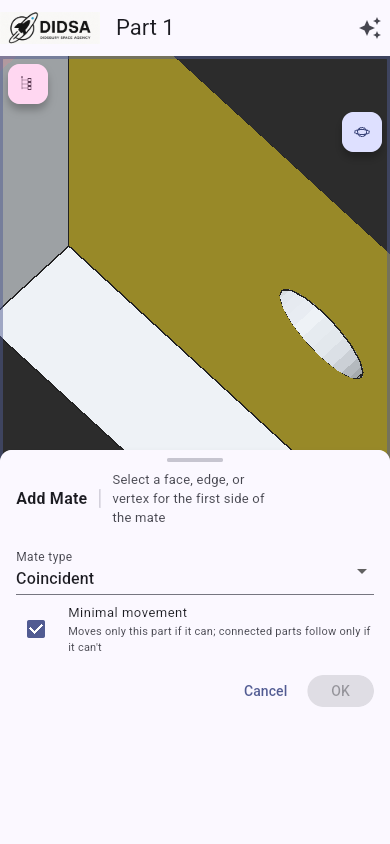 DIDSA
DIDSBURY SPACE AGENCY
Part 1
Add Mate
Select a face, edge, or
vertex for the first side of
the mate
Mate type
Coincident
Minimal movement
Moves only this part if it can; connected parts follow only if
it can't
Cancel
OK